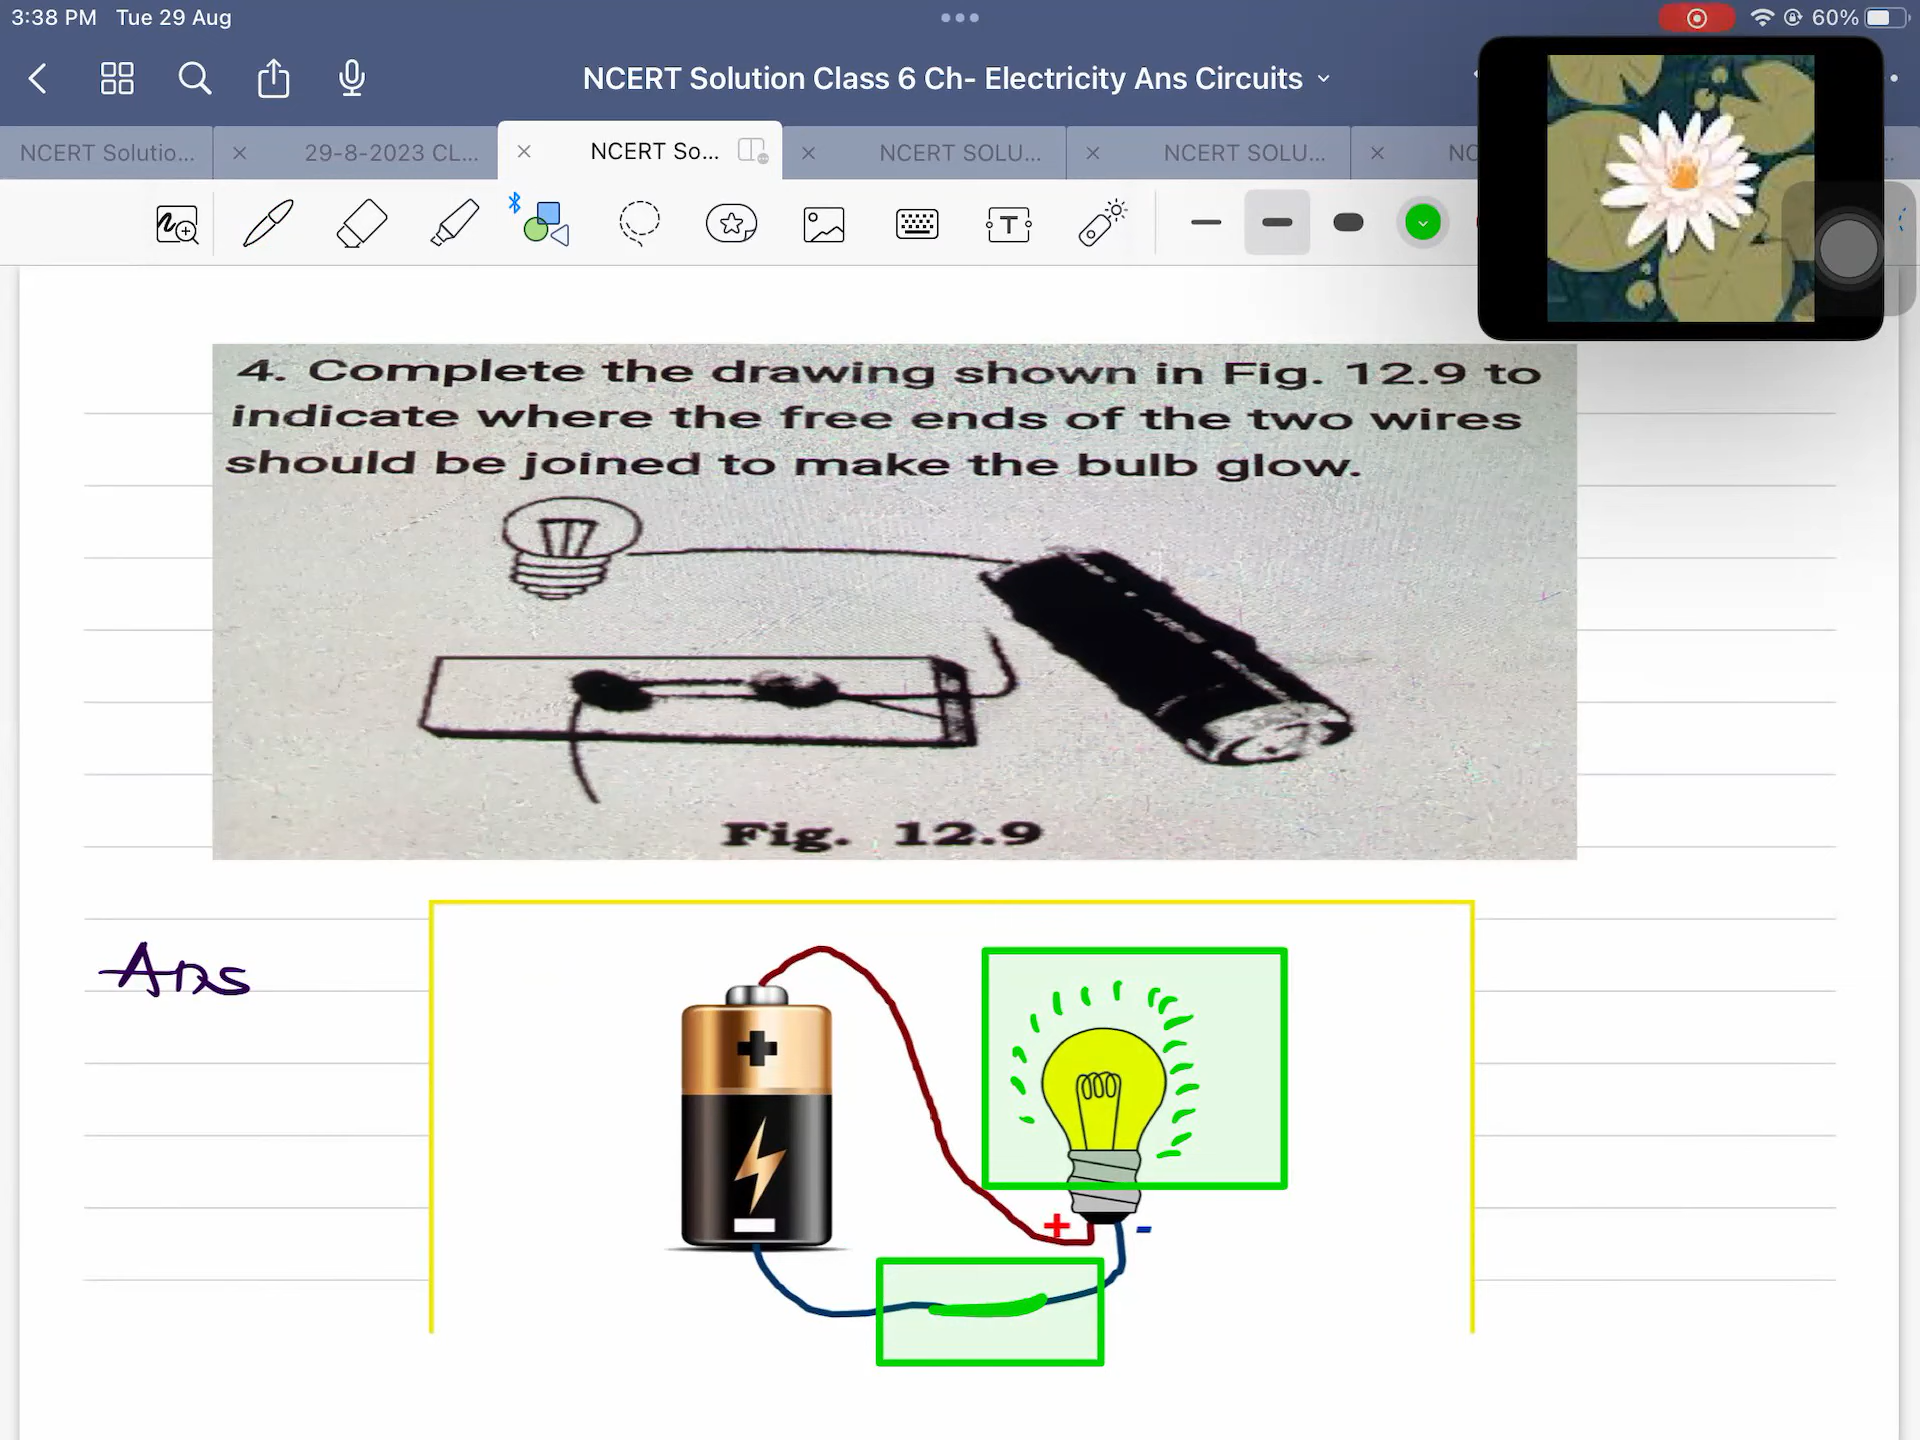 3:38 PM Tue 29 Aug
60%
NCERT Solution Class 6 Ch- Electricity Ans Circuits
NCERT Solutio...
29-8-2023 CL...
NCERT So...
NCERT SOLU...
NCERT SOLU...
NC
T
4. Complete the drawing shown in Fig. 12.9 to
indicate where the free ends of the two wires
should be joined to make the bulb glow.
Fig. 12.9
Ans
+ -